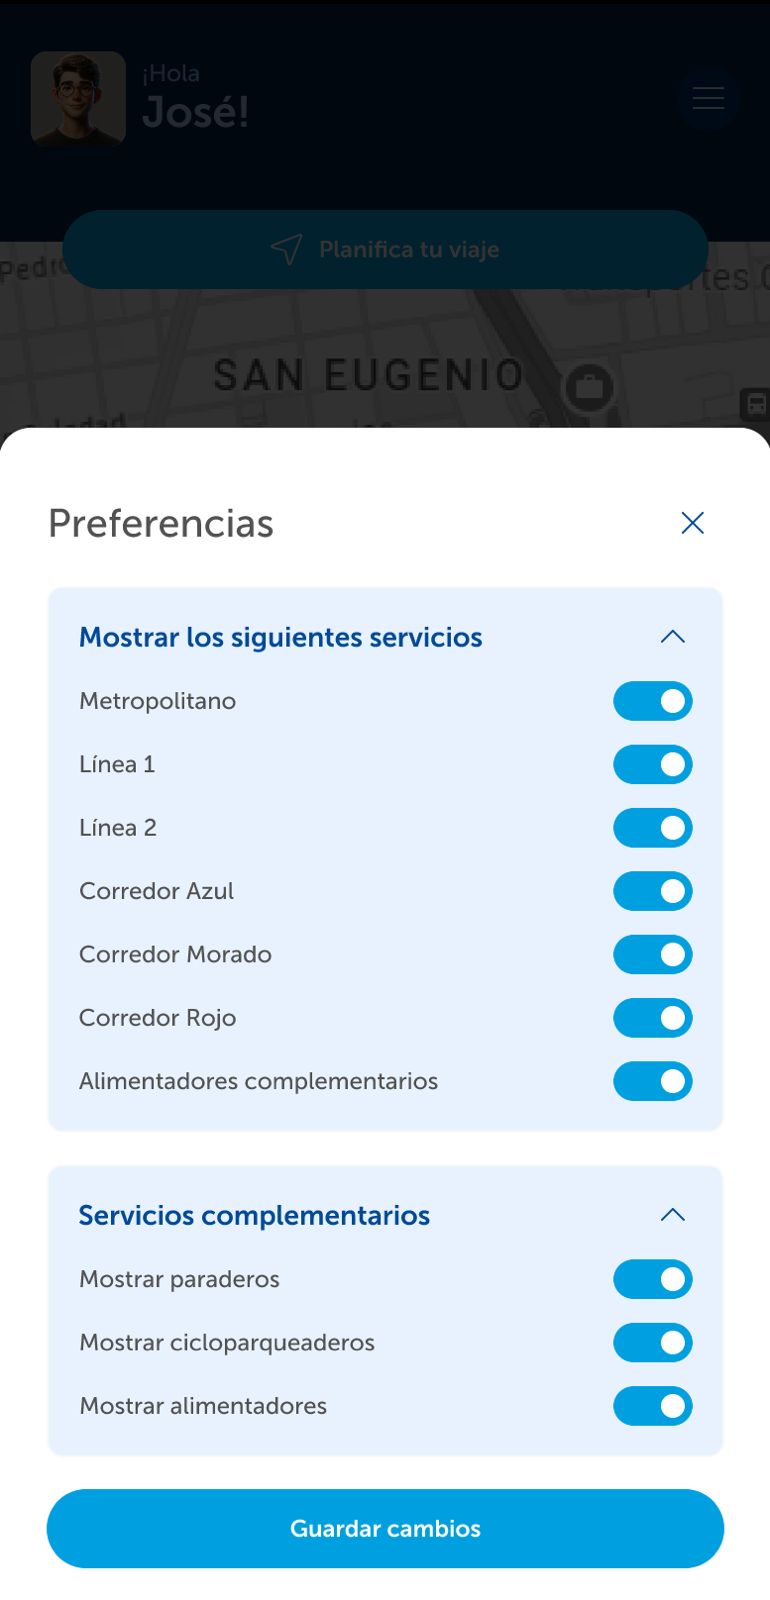 ¡Hola
José!
Planifica tu viaje
SAN EUGENIO
Preferencias
Mostrar los siguientes servicios
Metropolitano
Línea 1
Línea 2
Corredor Azul
Corredor Morado
Corredor Rojo
Alimentadores complementarios
Servicios complementarios
Mostrar paraderos
Mostrar cicloparqueaderos
Mostrar alimentadores
Guardar cambios